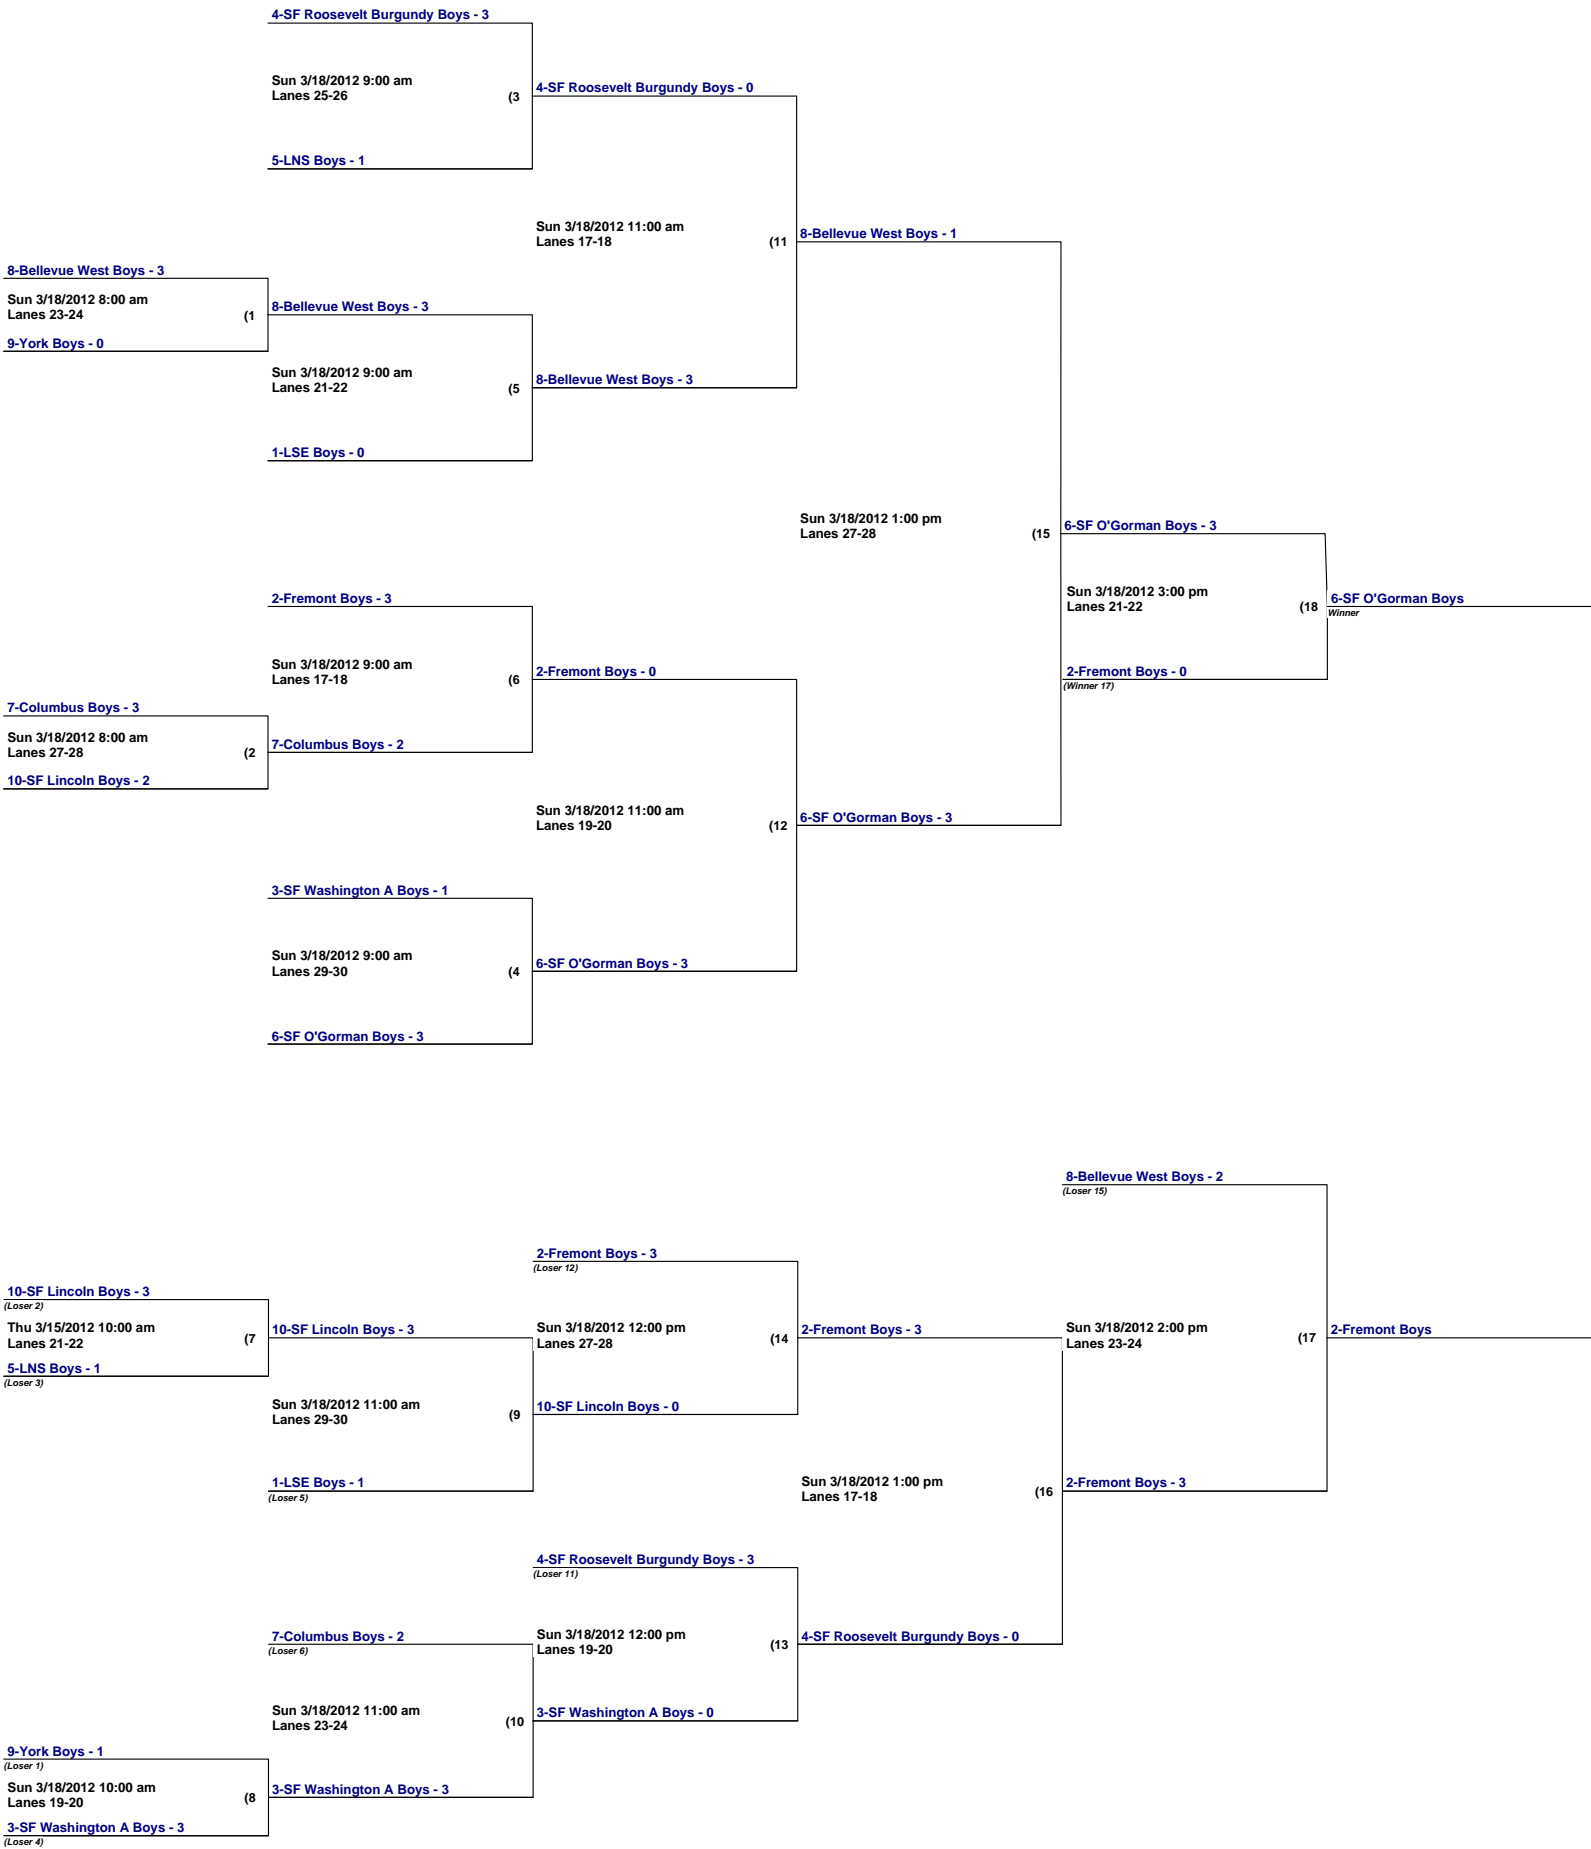 4-SF Roosevelt Burgundy Boys - 3
Sun 3/18/2012 9:00 am
Lanes 25-26
(3
4-SF Roosevelt Burgundy Boys - 0
5-LNS Boys - 1
Sun 3/18/2012 11:00 am
Lanes 17-18
(11
8-Bellevue West Boys - 1
8-Bellevue West Boys - 3
Sun 3/18/2012 8:00 am
Lanes 23-24
(1
8-Bellevue West Boys - 3
9-York Boys - 0
Sun 3/18/2012 9:00 am
Lanes 21-22
(5
8-Bellevue West Boys - 3
1-LSE Boys - 0
Sun 3/18/2012 1:00 pm
Lanes 27-28
(15
6-SF O'Gorman Boys - 3
2-Fremont Boys - 3
Sun 3/18/2012 3:00 pm
Lanes 21-22
(18
6-SF O'Gorman Boys
Winner
Sun 3/18/2012 9:00 am
Lanes 17-18
(6
2-Fremont Boys - 0
2-Fremont Boys - 0
(Winner 17)
7-Columbus Boys - 3
Sun 3/18/2012 8:00 am
Lanes 27-28
(2
7-Columbus Boys - 2
10-SF Lincoln Boys - 2
Sun 3/18/2012 11:00 am
Lanes 19-20
(12
6-SF O'Gorman Boys - 3
3-SF Washington A Boys - 1
Sun 3/18/2012 9:00 am
Lanes 29-30
(4
6-SF O'Gorman Boys - 3
6-SF O'Gorman Boys - 3
8-Bellevue West Boys - 2
(Loser 15)
2-Fremont Boys - 3
(Loser 12)
10-SF Lincoln Boys - 3
(Loser 2)
Thu 3/15/2012 10:00 am
Lanes 21-22
(7
10-SF Lincoln Boys - 3
Sun 3/18/2012 12:00 pm
Lanes 27-28
(14
2-Fremont Boys - 3
Sun 3/18/2012 2:00 pm
Lanes 23-24
(17
2-Fremont Boys
5-LNS Boys - 1
(Loser 3)
Sun 3/18/2012 11:00 am
Lanes 29-30
(9
10-SF Lincoln Boys - 0
1-LSE Boys - 1
(Loser 5)
Sun 3/18/2012 1:00 pm
Lanes 17-18
(16
2-Fremont Boys - 3
4-SF Roosevelt Burgundy Boys - 3
(Loser 11)
7-Columbus Boys - 2
(Loser 6)
Sun 3/18/2012 12:00 pm
Lanes 19-20
(13
4-SF Roosevelt Burgundy Boys - 0
Sun 3/18/2012 11:00 am
Lanes 23-24
(10
3-SF Washington A Boys - 0
9-York Boys - 1
(Loser 1)
Sun 3/18/2012 10:00 am
Lanes 19-20
(8
3-SF Washington A Boys - 3
3-SF Washington A Boys - 3
(Loser 4)